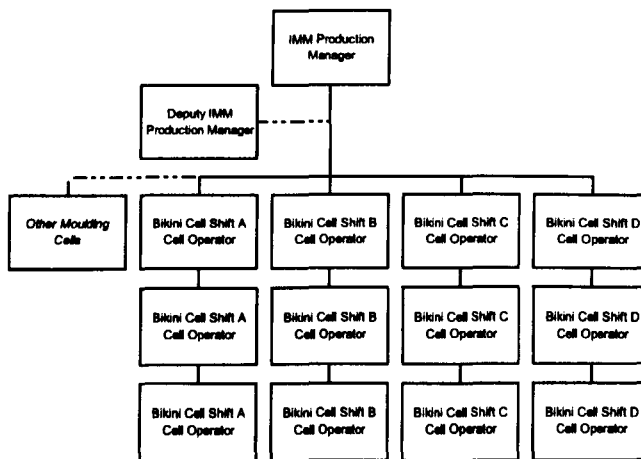 IMM Production
Manager
Deputy IMM
Production Manager
Other Moulding
Cells
Bikini Cell Shift A
Cell Operator
Bikini Cell Shift B
Cell Operator
Bikini Cell Shift C
Cell Operator
Bikini Cell Shift D
Cell Operator
Bikini Cell Shift A
Cell Operator
Bikini Cell Shift B
Cell Operator
Bikini Cell Shift C
Cell Operator
Bikini Cell Shift D
Cell Operator
Bikini Cell Shift A
Cell Operator
Bikini Cell Shift B
Cell Operator
Bikini Cell Shift C
Cell Operator
Bikini Cell Shift D
Cell Operator